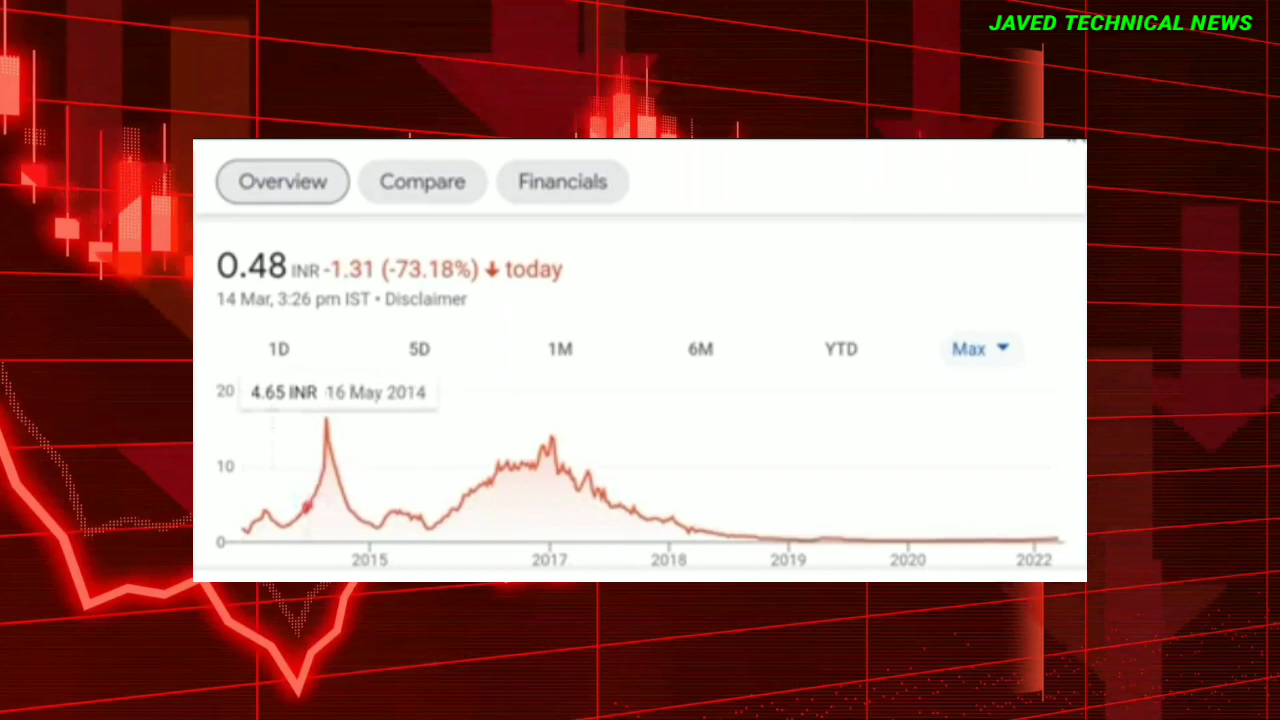 JAVED TECHNICAL NEWS
Overview Compare Financials
0.48 INR -1.31 (-73.18%) ↓ today
14 Mar, 3:26 pm IST • Disclaimer
1D 5D 1M 6M YTD Max
20
4.65 INR 16 May 2014
10
0
2015 2017 2018 2019 2020 2022